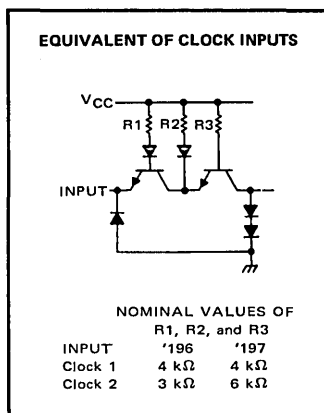 EQUIVALENT OF CLOCK INPUTS
VCC
R1 R2 R3
INPUT
NOMINAL VALUES OF
R1, R2, and R3
INPUT '196 '197
Clock 1 4 kΩ 4 kΩ
Clock 2 3 kΩ 6 kΩ